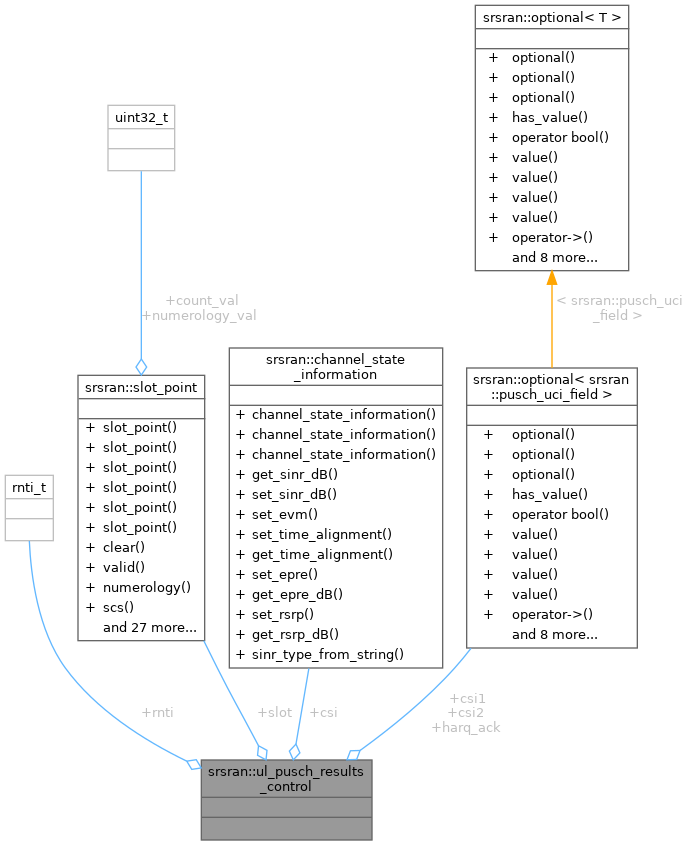 srsran::optional< T >
+ optional()
+ optional()
+ optional()
+ has_value()
+ operator bool()
+ value()
+ value()
+ value()
+ value()
+ operator->()
and 8 more...
uint32_t
+count_val
+numerology_val
< srsran::pusch_uci
_field >
srsran::slot_point
+ slot_point()
+ slot_point()
+ slot_point()
+ slot_point()
+ slot_point()
+ slot_point()
+ clear()
+ valid()
+ numerology()
+ scs()
and 27 more...
srsran::channel_state
_information
+ channel_state_information()
+ channel_state_information()
+ channel_state_information()
+ get_sinr_dB()
+ set_sinr_dB()
+ set_evm()
+ set_time_alignment()
+ get_time_alignment()
+ set_epre()
+ get_epre_dB()
+ set_rsrp()
+ get_rsrp_dB()
+ sinr_type_from_string()
srsran::optional< srsran
::pusch_uci_field >
+ optional()
+ optional()
+ optional()
+ has_value()
+ operator bool()
+ value()
+ value()
+ value()
+ value()
+ operator->()
and 8 more...
rnti_t
+rnti
+slot
+csi
+csi1
+csi2
+harq_ack
srsran::ul_pusch_results
_control